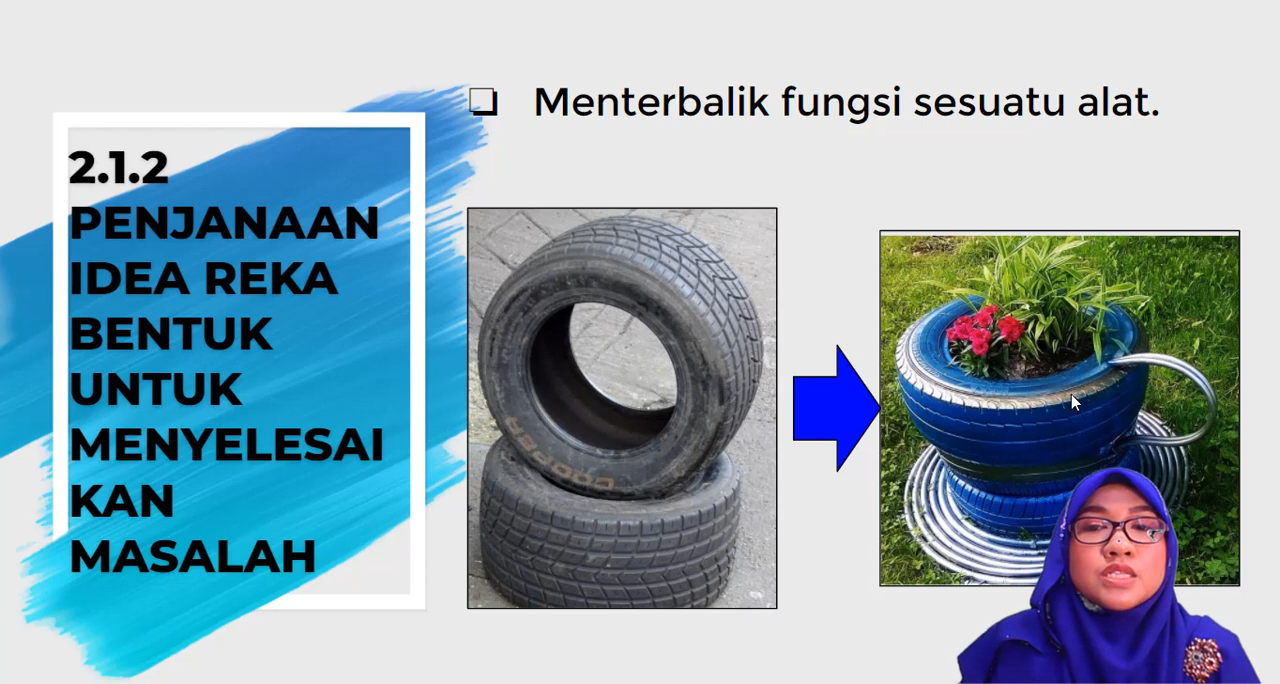 ❑ Menterbalik fungsi sesuatu alat.
2.1.2
PENJANAAN
IDEA REKA
BENTUK
UNTUK
MENYELESAI
KAN
MASALAH
COOPER